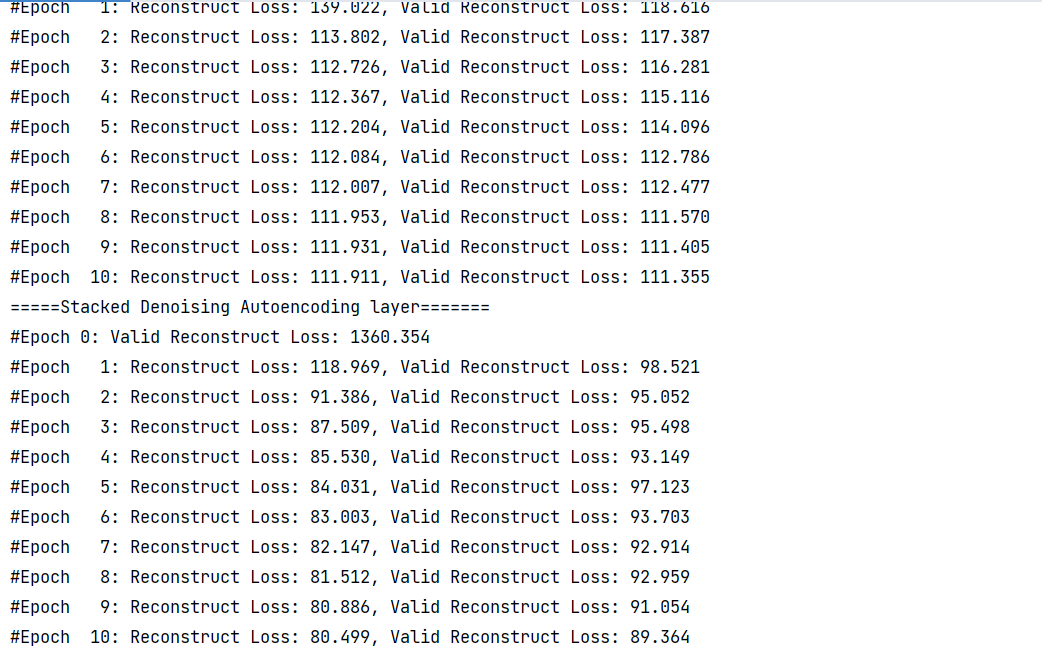 #Epoch   1: Reconstruct Loss: 139.022, Valid Reconstruct Loss: 118.616
#Epoch   2: Reconstruct Loss: 113.802, Valid Reconstruct Loss: 117.387
#Epoch   3: Reconstruct Loss: 112.726, Valid Reconstruct Loss: 116.281
#Epoch   4: Reconstruct Loss: 112.367, Valid Reconstruct Loss: 115.116
#Epoch   5: Reconstruct Loss: 112.204, Valid Reconstruct Loss: 114.096
#Epoch   6: Reconstruct Loss: 112.084, Valid Reconstruct Loss: 112.786
#Epoch   7: Reconstruct Loss: 112.007, Valid Reconstruct Loss: 112.477
#Epoch   8: Reconstruct Loss: 111.953, Valid Reconstruct Loss: 111.570
#Epoch   9: Reconstruct Loss: 111.931, Valid Reconstruct Loss: 111.405
#Epoch  10: Reconstruct Loss: 111.911, Valid Reconstruct Loss: 111.355
=====Stacked Denoising Autoencoding layer=======
#Epoch 0: Valid Reconstruct Loss: 1360.354
#Epoch   1: Reconstruct Loss: 118.969, Valid Reconstruct Loss: 98.521
#Epoch   2: Reconstruct Loss: 91.386, Valid Reconstruct Loss: 95.052
#Epoch   3: Reconstruct Loss: 87.509, Valid Reconstruct Loss: 95.498
#Epoch   4: Reconstruct Loss: 85.530, Valid Reconstruct Loss: 93.149
#Epoch   5: Reconstruct Loss: 84.031, Valid Reconstruct Loss: 97.123
#Epoch   6: Reconstruct Loss: 83.003, Valid Reconstruct Loss: 93.703
#Epoch   7: Reconstruct Loss: 82.147, Valid Reconstruct Loss: 92.914
#Epoch   8: Reconstruct Loss: 81.512, Valid Reconstruct Loss: 92.959
#Epoch   9: Reconstruct Loss: 80.886, Valid Reconstruct Loss: 91.054
#Epoch  10: Reconstruct Loss: 80.499, Valid Reconstruct Loss: 89.364